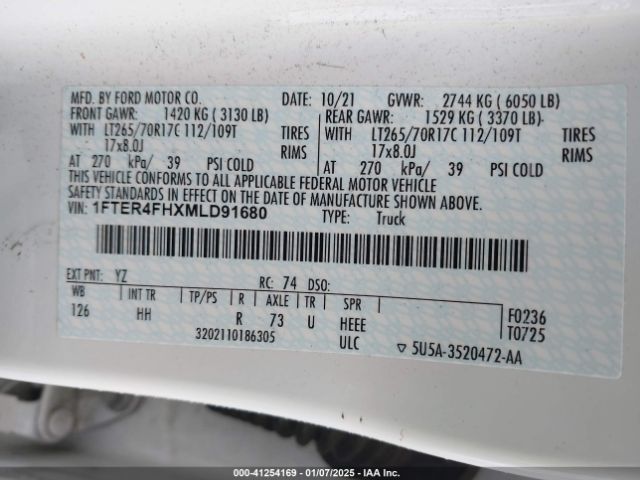 MFD. BY FORD MOTOR CO. DATE: 10/21 GVWR: 2744 KG ( 6050 LB)
FRONT GAWR: 1420 KG ( 3130 LB) REAR GAWR: 1529 KG ( 3370 LB)
WITH LT265/70R17C 112/109T TIRES WITH LT265/70R17C 112/109T TIRES
17x8.0J RIMS 17x8.0J RIMS
AT 270 kPa/ 39 PSI COLD AT 270 kPa/ 39 PSI COLD
THIS VEHICLE CONFORMS TO ALL APPLICABLE FEDERAL MOTOR VEHICLE
SAFETY STANDARDS IN EFFECT ON THE DATE OF MANUFACTURE SHOWN ABOVE.
VIN: 1FTER4FHXMLD91680 TYPE: Truck
EXT PNT: YZ RC: 74 DSO:
WB INT TR TP/PS R AXLE TR SPR F0236
126 HH R 73 U HEEE T0725
3202110186305 ULC ▽ 5U5A-3520472-AA
000-41254169 - 01/07/2025 - IAA Inc.